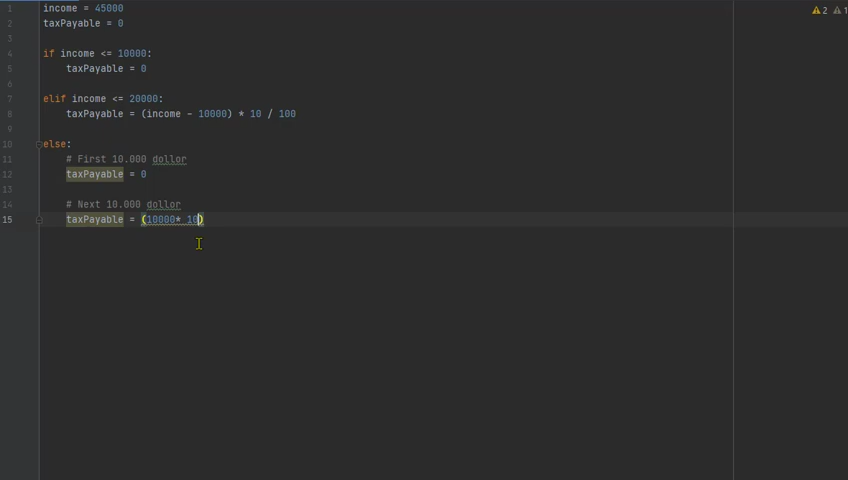 1 income = 45000
2 taxPayable = 0
3
4 if income <= 10000:
5 taxPayable = 0
6
7 elif income <= 20000:
8 taxPayable = (income - 10000) * 10 / 100
9
10 else:
11 # First 10.000 dollor
12 taxPayable = 0
13
14 # Next 10.000 dollor
15 taxPayable = (10000* 10)
2 1